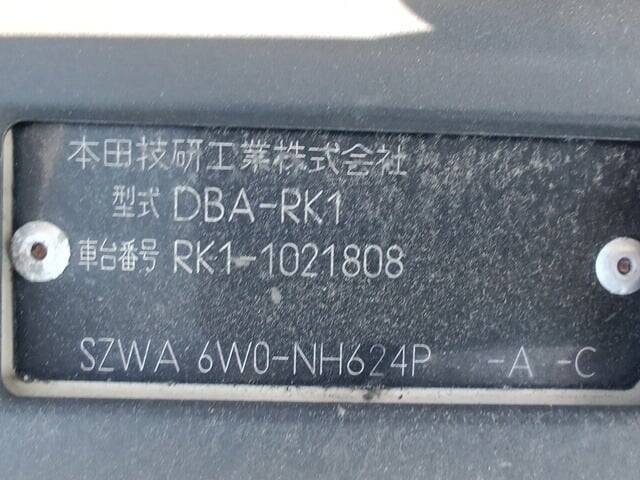 本田技研工業株式会社
型式 DBA-RK1
車台番号 RK1-1021808
SZWA 6W0-NH624P -A -C